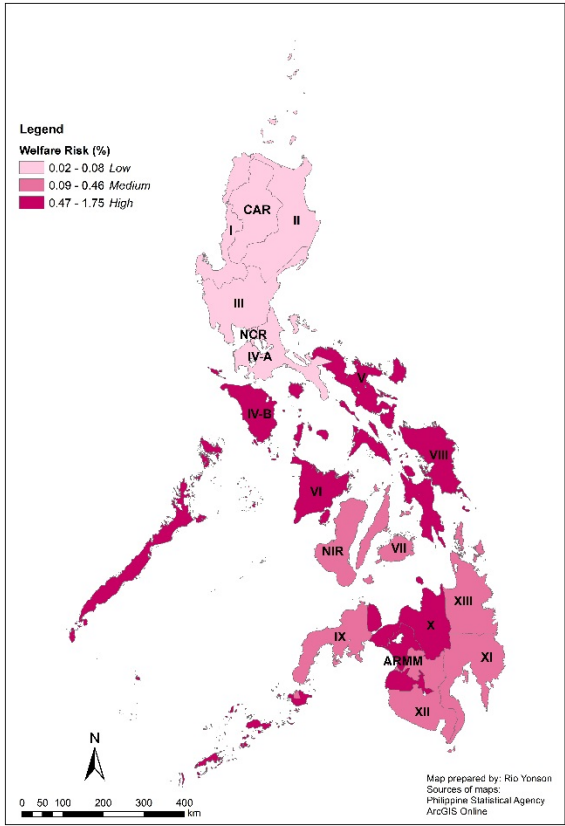 Legend
Welfare Risk (%)
0.02 - 0.08 Low
0.09 - 0.46 Medium
0.47 - 1.75 High
CAR
I
II
III
NCR
IV-A
V
IV-B
VIII
VI
NIR
VII
XIII
IX
X
ARMM
XI
XII
N
0 50 100 200 300 400
km
Map prepared by: Rio Yonson
Sources of maps:
Philippine Statistical Agency
ArcGIS Online